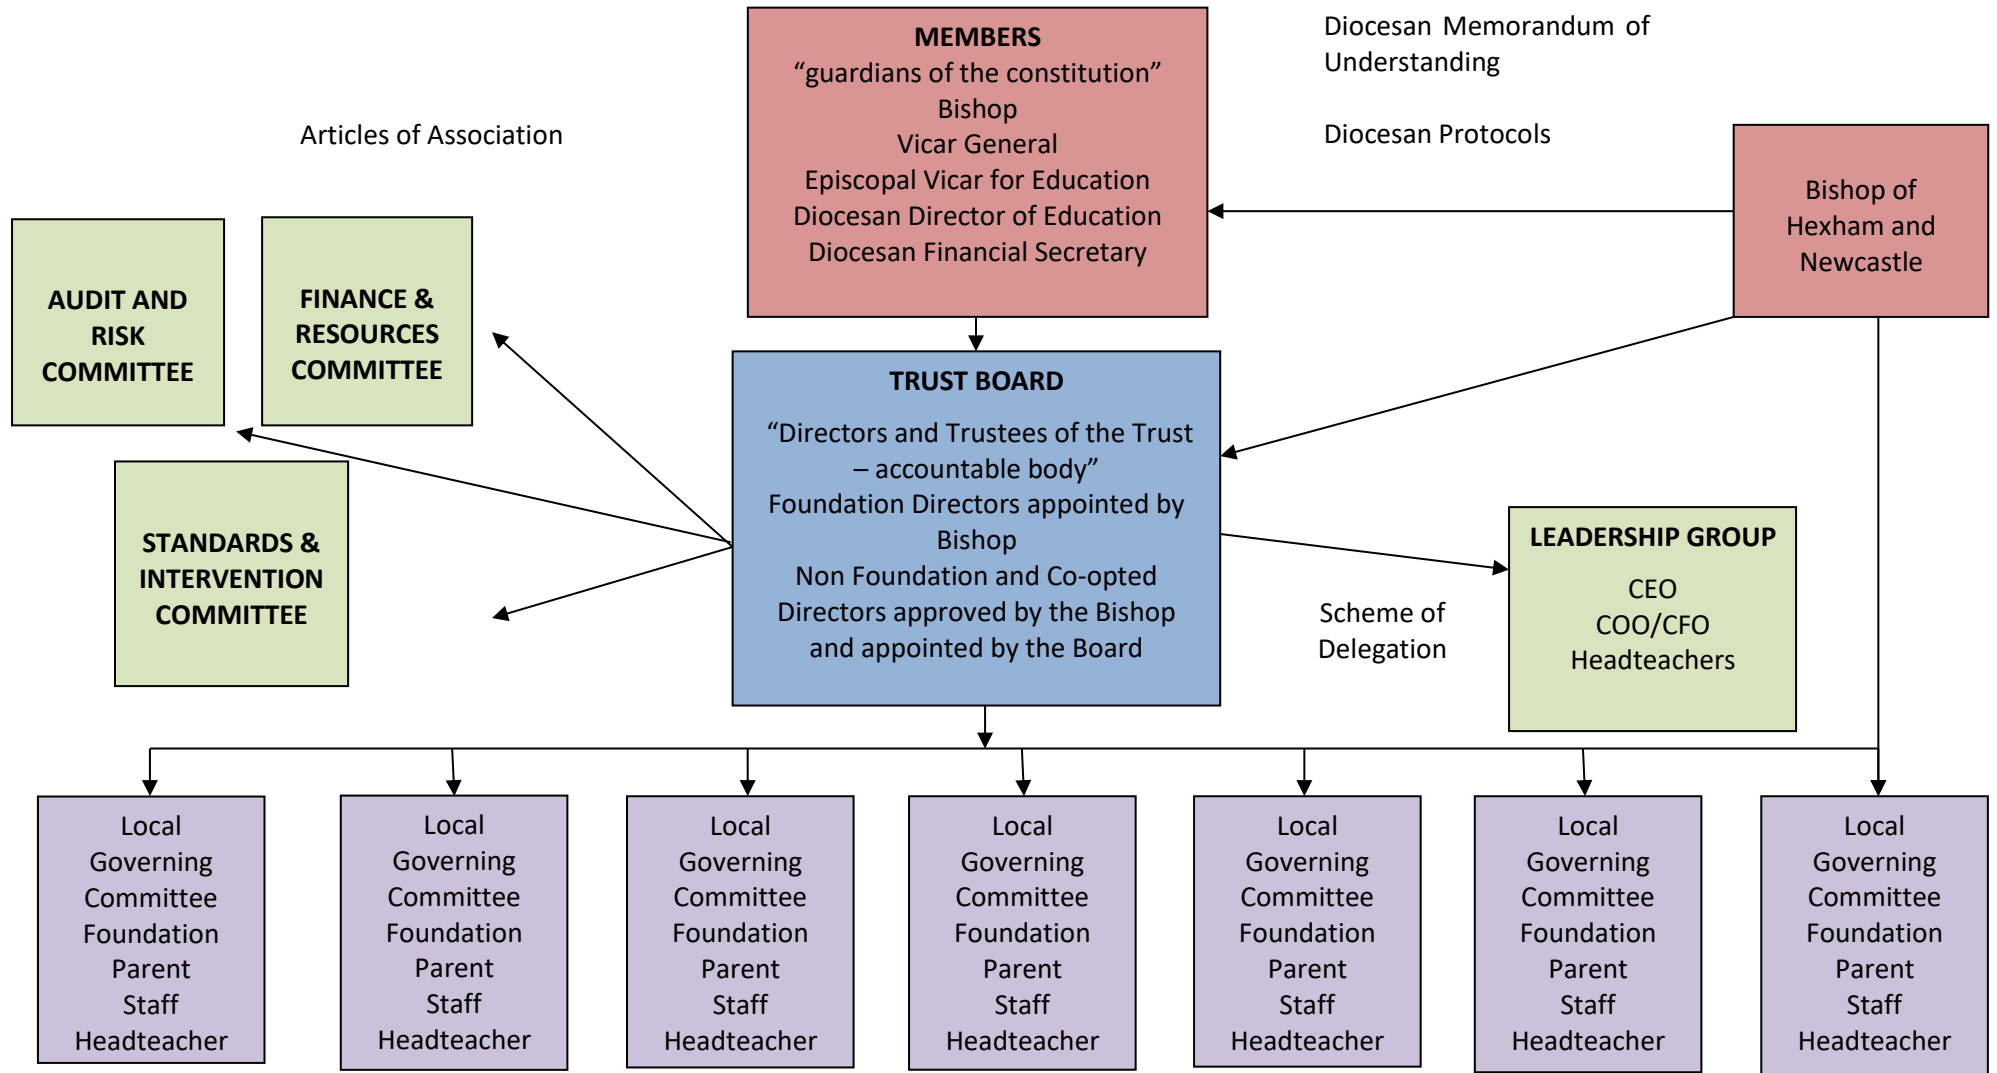 MEMBERS
“guardians of the constitution”
Bishop
Vicar General
Episcopal Vicar for Education
Diocesan Director of Education
Diocesan Financial Secretary
Diocesan Memorandum of
Understanding
Diocesan Protocols
Articles of Association
Bishop of
Hexham and
Newcastle
AUDIT AND
RISK
COMMITTEE
FINANCE &
RESOURCES
COMMITTEE
STANDARDS &
INTERVENTION
COMMITTEE
TRUST BOARD
“Directors and Trustees of the Trust
– accountable body”
Foundation Directors appointed by
Bishop
Non Foundation and Co-opted
Directors approved by the Bishop
and appointed by the Board
Scheme of
Delegation
LEADERSHIP GROUP
CEO
COO/CFO
Headteachers
Local
Governing
Committee
Foundation
Parent
Staff
Headteacher
Local
Governing
Committee
Foundation
Parent
Staff
Headteacher
Local
Governing
Committee
Foundation
Parent
Staff
Headteacher
Local
Governing
Committee
Foundation
Parent
Staff
Headteacher
Local
Governing
Committee
Foundation
Parent
Staff
Headteacher
Local
Governing
Committee
Foundation
Parent
Staff
Headteacher
Local
Governing
Committee
Foundation
Parent
Staff
Headteacher